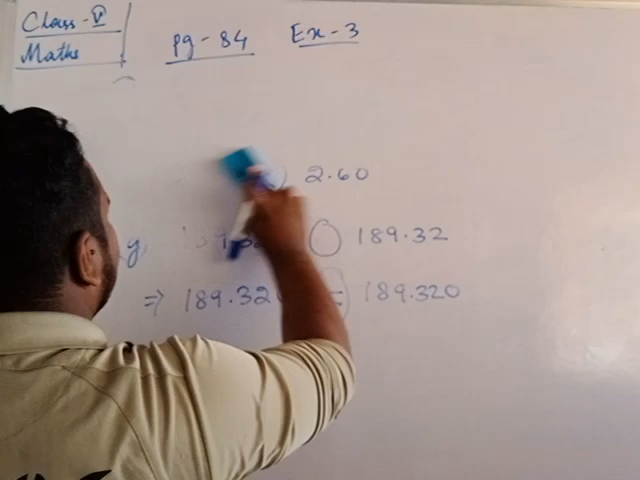 Class - V
Maths
Pg - 84 Ex - 3
2.60
189.32
⇒ 189.32 = 189.320